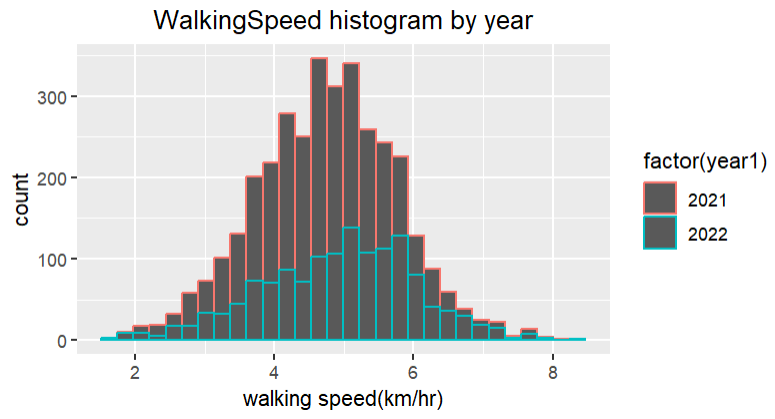 WalkingSpeed histogram by year
300
200
100
0
count
2 4 6 8
walking speed(km/hr)
factor(year1)
2021
2022